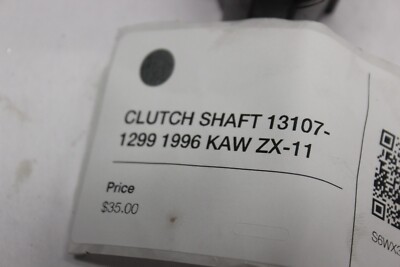 CLUTCH SHAFT 13107-
1299 1996 KAW ZX-11
Price
$35.00